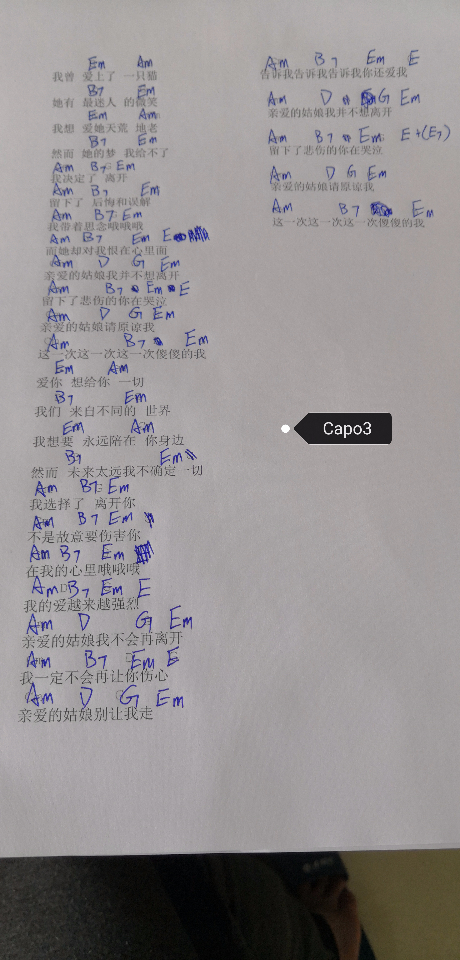 Em Am
我曾 爱上了 一只猫
B7 Em
她有 最迷人 的微笑
Em Am
我想 爱她天荒 地老
B7 Em
然而 她的梦 我给不了
Am B7 Em
我决定了 离开
Am B7 Em
留下了 后悔和误解
Am B7 Em
我带着思念哦哦哦
Am B7 Em E
而她却对我恨在心里面
Am D G Em
亲爱的姑娘我并不想离开
Am B7 Em E
留下了悲伤的你在哭泣
Am D G Em
亲爱的姑娘请原谅我
Am B7 Em
这一次这一次这一次傻傻的我
Em Am
爱你 想给你 一切
B7 Em
我们 来自不同的 世界
Em Am
我想要 永远陪在 你身边
B7 Em
然而 未来太远我不确定一切
Am B7 Em
我选择了 离开你
Am B7 Em
不是故意要伤害你
Am B7 Em
在我的心里哦哦哦
Am B7 Em E
我的爱越来越强烈
Am D G Em
亲爱的姑娘我不会再离开
Am B7 Em E
我一定不会再让你伤心
Am D G Em
亲爱的姑娘别让我走
Am B7 Em E
告诉我告诉我告诉我你还爱我
Am D G Em
亲爱的姑娘我并不想离开
Am B7 Em E+(E7)
留下了悲伤的你在哭泣
Am D G Em
亲爱的姑娘请原谅我
Am B7 Em
这一次这一次这一次傻傻的我
Capo3